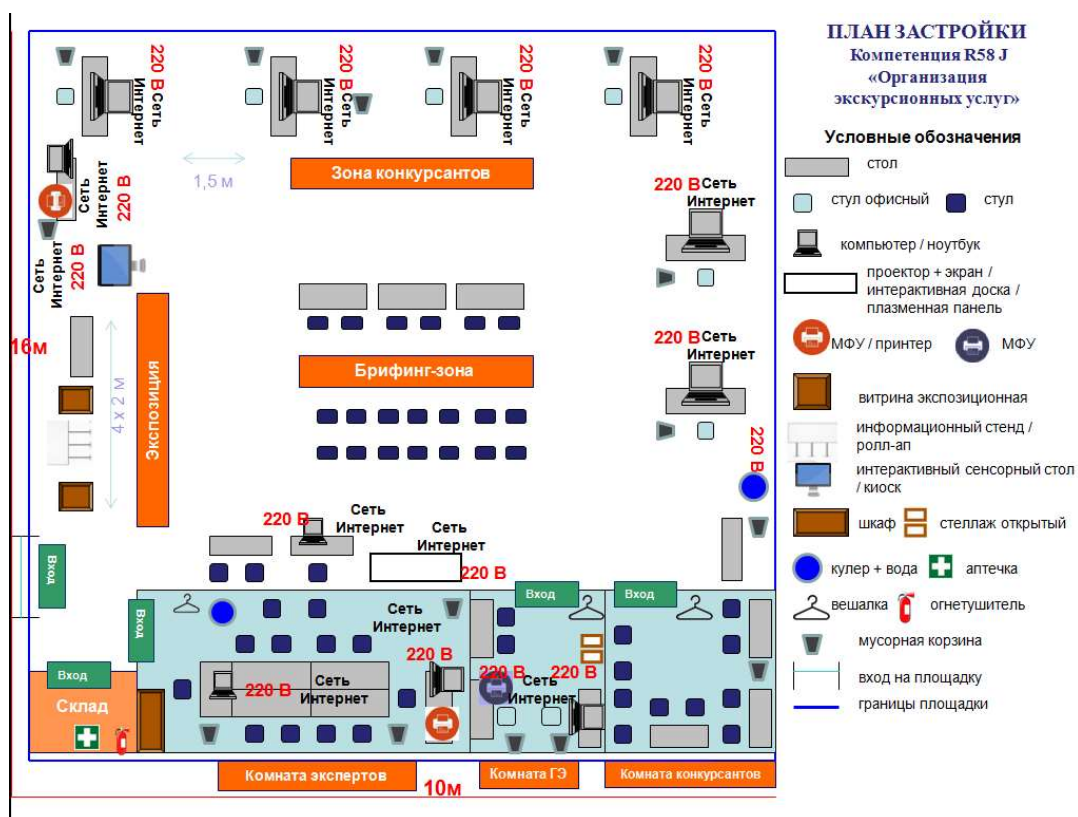 ПЛАН ЗАСТРОЙКИ
Компетенция R58 J
«Организация
экскурсионных услуг»
Условные обозначения
стол
стул офисный
стул
компьютер / ноутбук
проектор + экран /
интерактивная доска /
плазменная панель
МФУ / принтер
МФУ
витрина экспозиционная
информационный стенд /
ролл-ап
интерактивный сенсорный стол
/ киоск
шкаф
стеллаж открытый
кулер + вода
аптечка
вешалка
огнетушитель
мусорная корзина
вход на площадку
границы площадки
220 В
Сеть
Интернет
220 В
Сеть
Интернет
220 В
Сеть
Интернет
220 В
Сеть
Интернет
1,5 м
Зона конкурсантов
Сеть
Интернет
220 В
Сеть
Интернет
220 В
220 В
Сеть
Интернет
16м
4 х 2 м
Экспозиция
Брифинг-зона
220 В
Сеть
Интернет
220 В
220 В
Сеть
Интернет
Сеть
Интернет
220 В
Вход
Вход
Вход
Вход
Вход
Склад
Сеть
Интернет
220 В
220 В
Сеть
Интернет
220 В
220 В
Сеть
Интернет
Комната экспертов
Комната ГЭ
Комната конкурсантов
10м